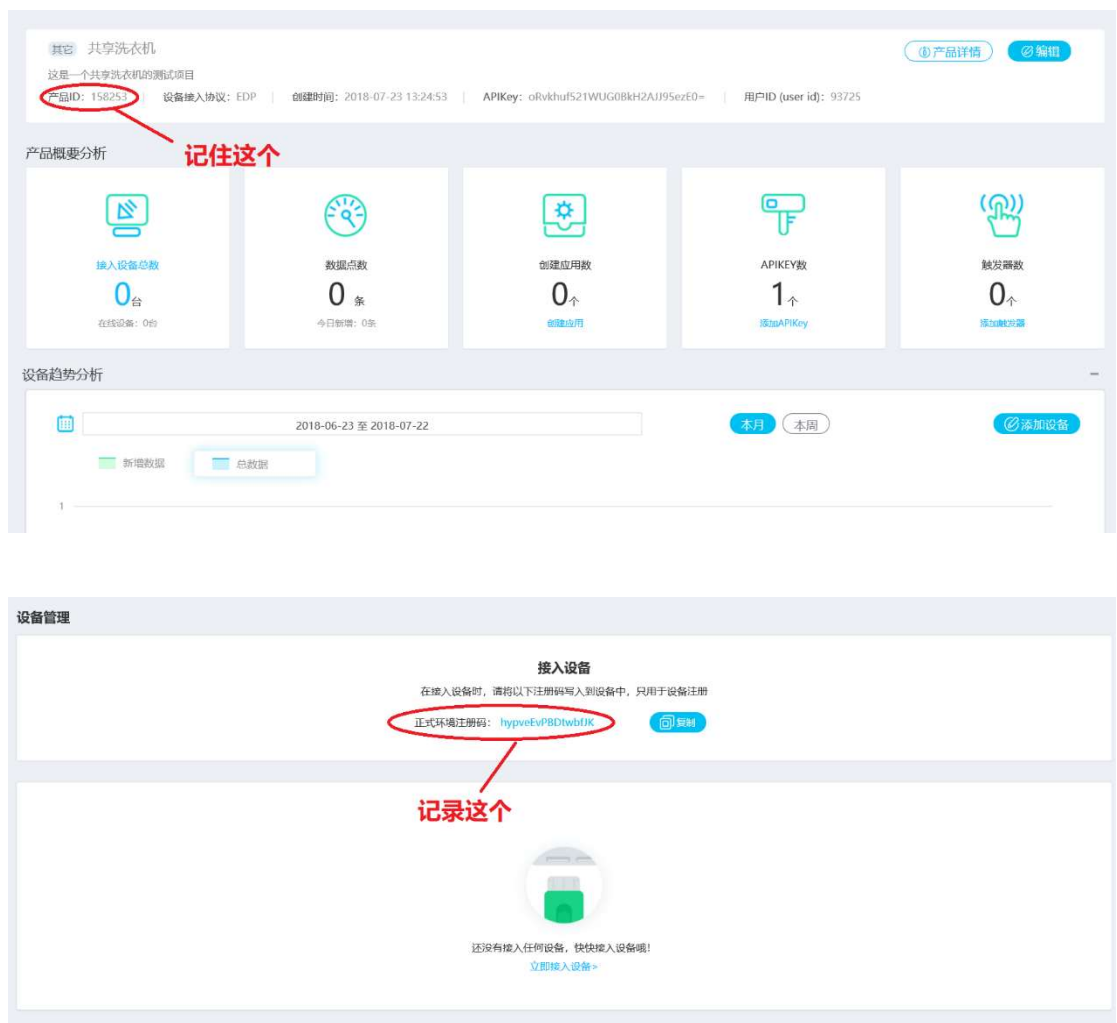 其它 共享洗衣机
产品详情 编辑
这是一个共享洗衣机的测试项目
产品ID: 158253 设备接入协议: EDP 创建时间: 2018-07-23 13:24:53 APIKey: oRvkhuf521WUG0BkH2AJJ95ezE0= 用户ID (user id): 93725
记住这个
产品概要分析
接入设备总数 数据点数 创建应用数 APIKEY数 触发器数
0台 0 条 0个 1个 0个
在线设备: 0台 今日新增: 0条 创建应用 添加APIKey 添加触发器
设备趋势分析
2018-06-23 至 2018-07-22 本月 本周 添加设备
新增数据 总数据
1
设备管理
接入设备
在接入设备时，请将以下注册码写入到设备中，只用于设备注册
正式环境注册码: hypveEvPBDtwbfJK 复制
记录这个
还没有接入任何设备，快快接入设备哦!
立即接入设备>